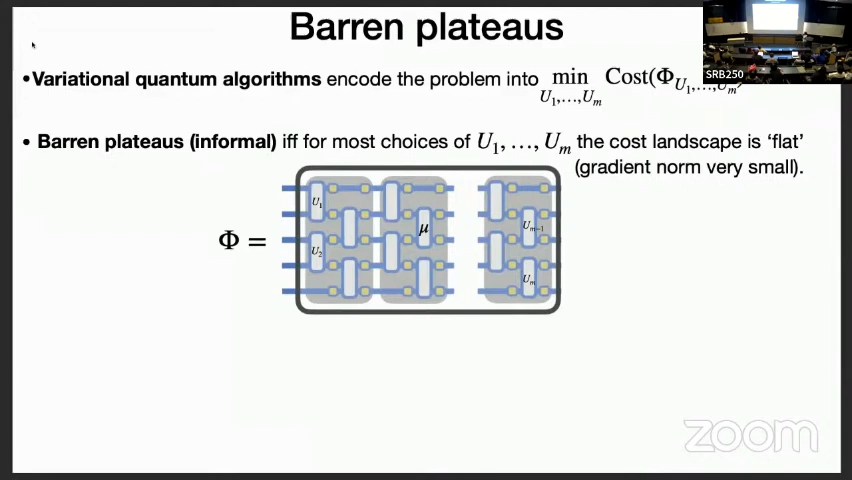 Barren plateaus
SRB250
•Variational quantum algorithms encode the problem into min Cost(Φ U₁,…,Uₘ)
U₁,…,Uₘ
• Barren plateaus (informal) iff for most choices of U₁, …, Uₘ the cost landscape is ‘flat’
(gradient norm very small).
U₁
μ
Uₘ₋₁
Φ =
U₂
Uₘ
zoom